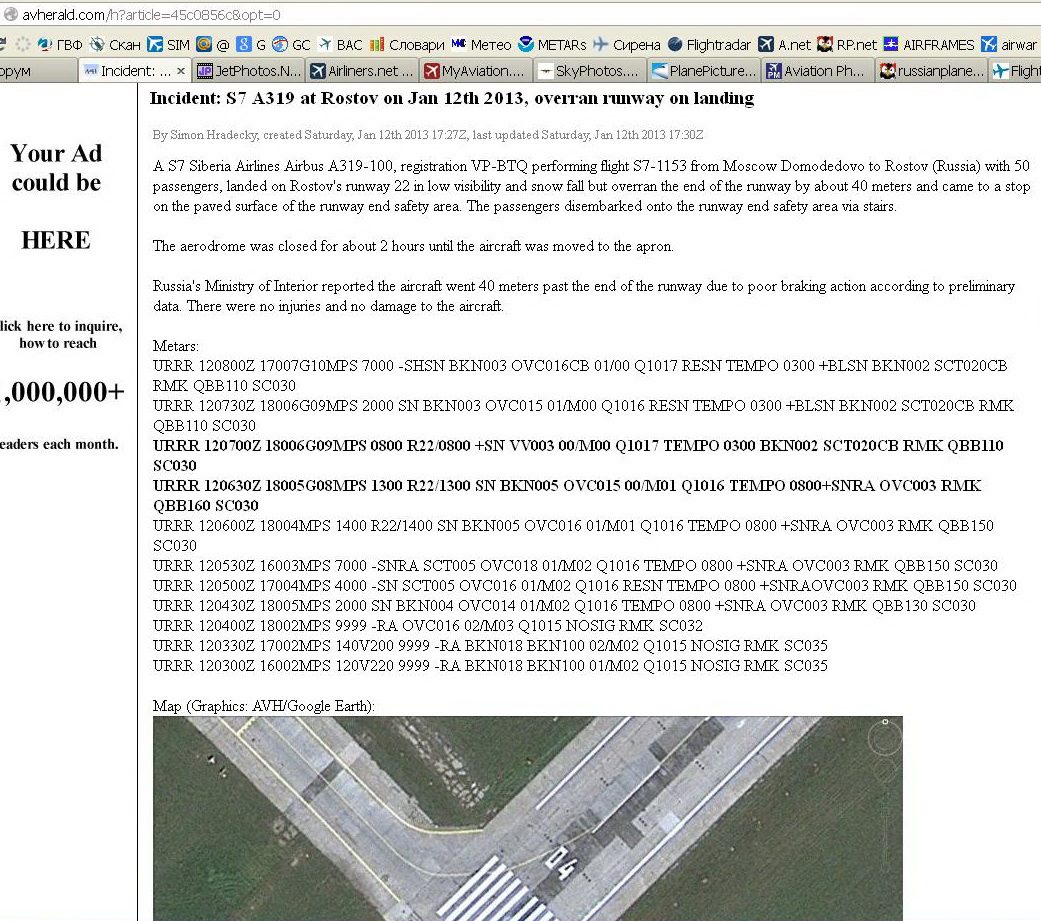 avherald.com/h?article=45c0856c&opt=0
ГВФ Скан SIM @ G GC BAC Словари Метео METARs Сирена Flightradar A.net RP.net AIRFRAMES airwar
орум Incident: ... × JetPhotos.N... Airliners.net ... MyAviation.... SkyPhotos.... PlanePicture... Aviation Ph... russianplane... Flight
Incident: S7 A319 at Rostov on Jan 12th 2013, overran runway on landing
By Simon Hradecky, created Saturday, Jan 12th 2013 17:27Z, last updated Saturday, Jan 12th 2013 17:30Z
Your Ad
could be
HERE
lick here to inquire,
how to reach
,000,000+
eaders each month.
A S7 Siberia Airlines Airbus A319-100, registration VP-BTQ performing flight S7-1153 from Moscow Domodedovo to Rostov (Russia) with 50
passengers, landed on Rostov's runway 22 in low visibility and snow fall but overran the end of the runway by about 40 meters and came to a stop
on the paved surface of the runway end safety area. The passengers disembarked onto the runway end safety area via stairs.
The aerodrome was closed for about 2 hours until the aircraft was moved to the apron.
Russia's Ministry of Interior reported the aircraft went 40 meters past the end of the runway due to poor braking action according to preliminary
data. There were no injuries and no damage to the aircraft.
Metars:
URRR 120800Z 17007G10MPS 7000 -SHSN BKN003 OVC016CB 01/00 Q1017 RESN TEMPO 0300 +BLSN BKN002 SCT020CB
RMK QBB110 SC030
URRR 120730Z 18006G09MPS 2000 SN BKN003 OVC015 01/M00 Q1016 RESN TEMPO 0300 +BLSN BKN002 SCT020CB RMK
QBB110 SC030
URRR 120700Z 18006G09MPS 0800 R22/0800 +SN VV003 00/M00 Q1017 TEMPO 0300 BKN002 SCT020CB RMK QBB110
SC030
URRR 120630Z 18005G08MPS 1300 R22/1300 SN BKN005 OVC015 00/M01 Q1016 TEMPO 0800+SNRA OVC003 RMK
QBB160 SC030
URRR 120600Z 18004MPS 1400 R22/1400 SN BKN005 OVC016 01/M01 Q1016 TEMPO 0800 +SNRA OVC003 RMK QBB150
SC030
URRR 120530Z 16003MPS 7000 -SNRA SCT005 OVC018 01/M02 Q1016 TEMPO 0800 +SNRA OVC003 RMK QBB150 SC030
URRR 120500Z 17004MPS 4000 -SN SCT005 OVC016 01/M02 Q1016 RESN TEMPO 0800 +SNRAOVC003 RMK QBB150 SC030
URRR 120430Z 18005MPS 2000 SN BKN004 OVC014 01/M02 Q1016 TEMPO 0800 +SNRA OVC003 RMK QBB130 SC030
URRR 120400Z 18002MPS 9999 -RA OVC016 02/M03 Q1015 NOSIG RMK SC032
URRR 120330Z 17002MPS 140V200 9999 -RA BKN018 BKN100 02/M02 Q1015 NOSIG RMK SC035
URRR 120300Z 16002MPS 120V220 9999 -RA BKN018 BKN100 01/M02 Q1015 NOSIG RMK SC035
Map (Graphics: AVH/Google Earth):
04